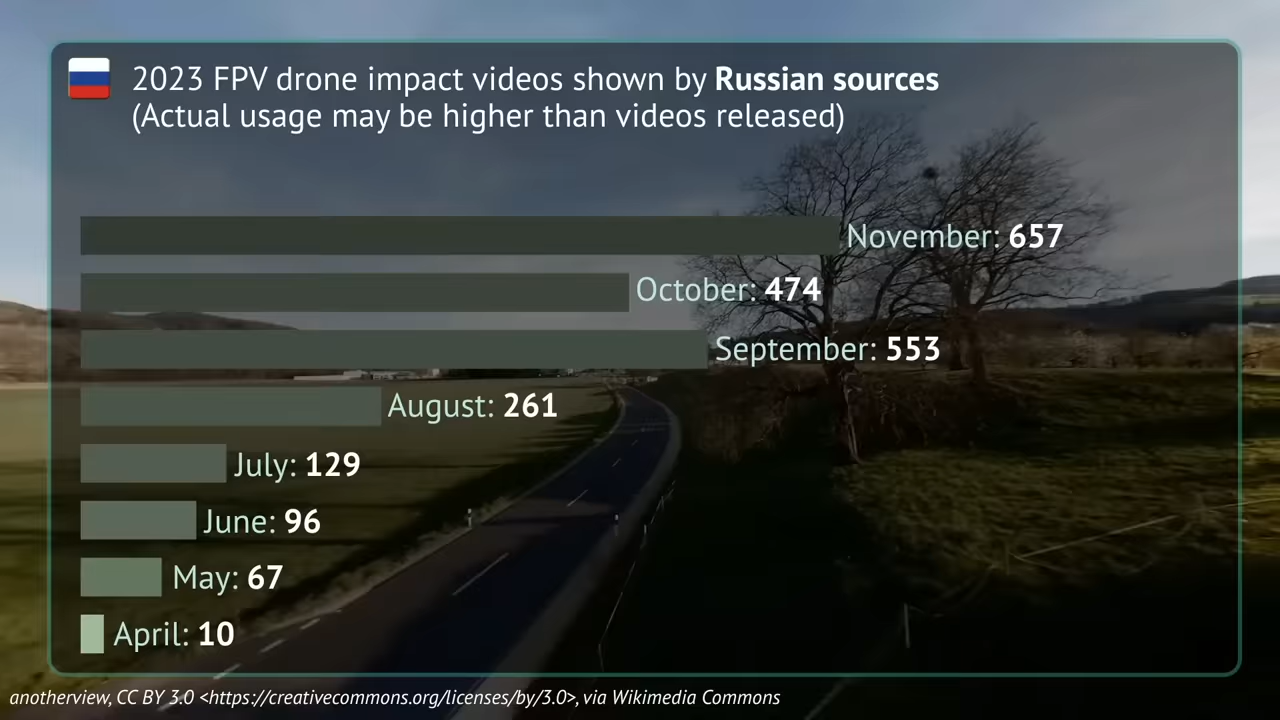 2023 FPV drone impact videos shown by Russian sources
(Actual usage may be higher than videos released)
November: 657
October: 474
September: 553
August: 261
July: 129
June: 96
May: 67
April: 10
anotherview, CC BY 3.0 <https://creativecommons.org/licenses/by/3.0>, via Wikimedia Commons